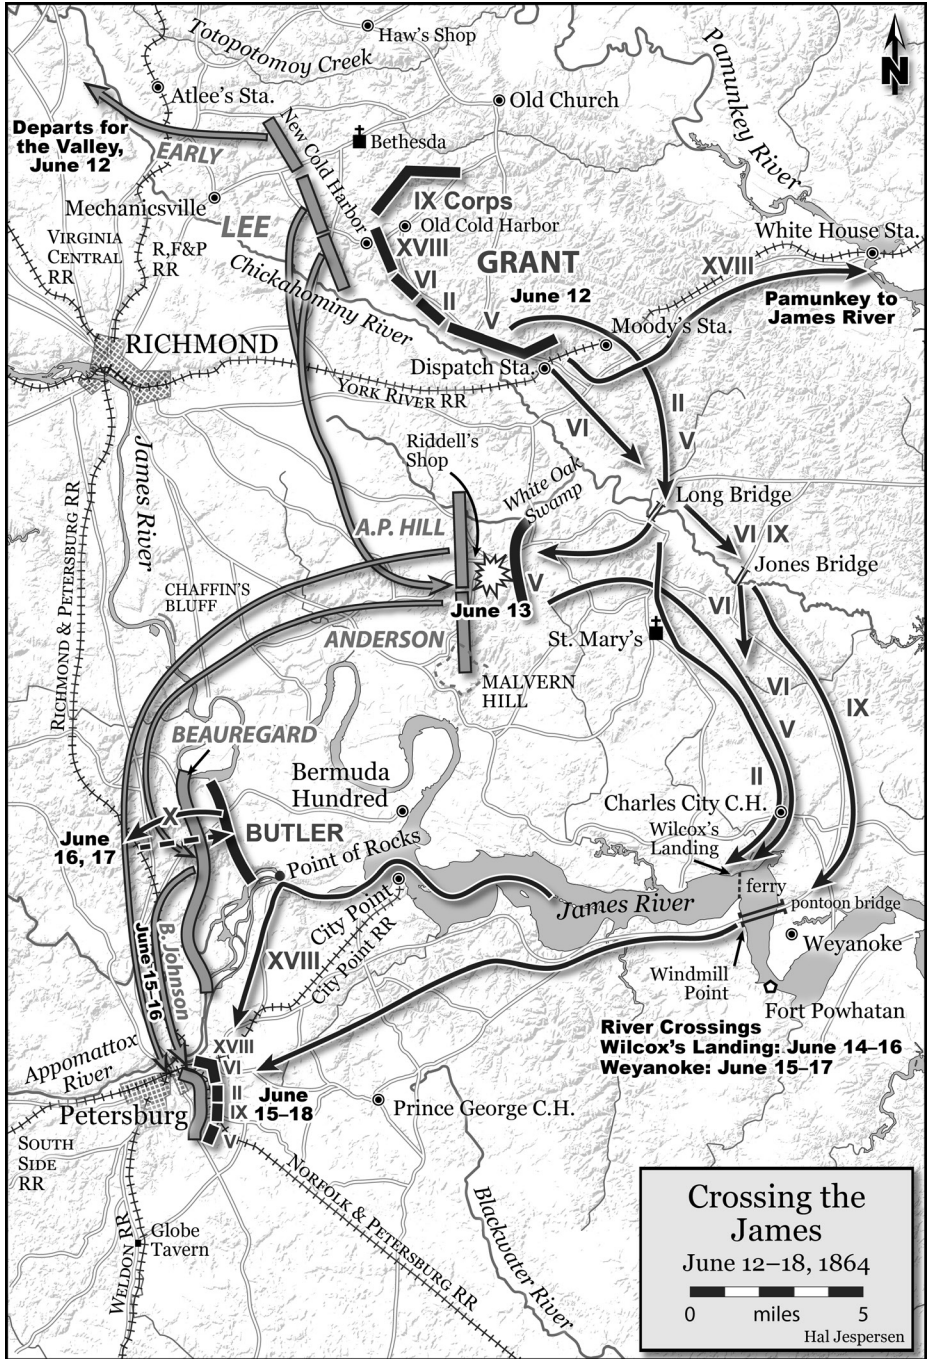 Haw's Shop
Totopotomoy Creek
Pamunkey River
N
Atlee's Sta.
Old Church
Departs for
the Valley,
June 12
EARLY
New Cold Harbor
Bethesda
Mechanicsville
LEE
IX Corps
Old Cold Harbor
VIRGINIA
CENTRAL
RR
R,F&P
RR
XVIII
GRANT
White House Sta.
XVIII
Chickahominy River
VI
II
V
June 12
Pamunkey to
James River
RICHMOND
Moody's Sta.
Dispatch Sta.
YORK RIVER RR
II
V
VI
James River
Riddell's
Shop
White Oak
Swamp
Long Bridge
RICHMOND & PETERSBURG RR
A.P. HILL
VI IX
Jones Bridge
CHAFFIN'S
BLUFF
V
June 13
VI
ANDERSON
St. Mary's
MALVERN
HILL
VI
V
IX
BEAUREGARD
Bermuda
Hundred
II
Charles City C.H.
X
BUTLER
Wilcox's
Landing
June
16, 17
Point of Rocks
ferry
City Point
James River
pontoon bridge
B. Johnson
June 15–16
XVIII
City Point RR
Weyanoke
Windmill
Point
Fort Powhatan
River Crossings
Wilcox's Landing: June 14–16
Weyanoke: June 15–17
Appomattox
River
XVIII
VI
II
IX
V
June
15–18
Petersburg
Prince George C.H.
SOUTH
SIDE
RR
NORFOLK & PETERSBURG RR
Blackwater River
Globe
Tavern
WELDON RR
Crossing the
James
June 12–18, 1864
0 miles 5
Hal Jespersen